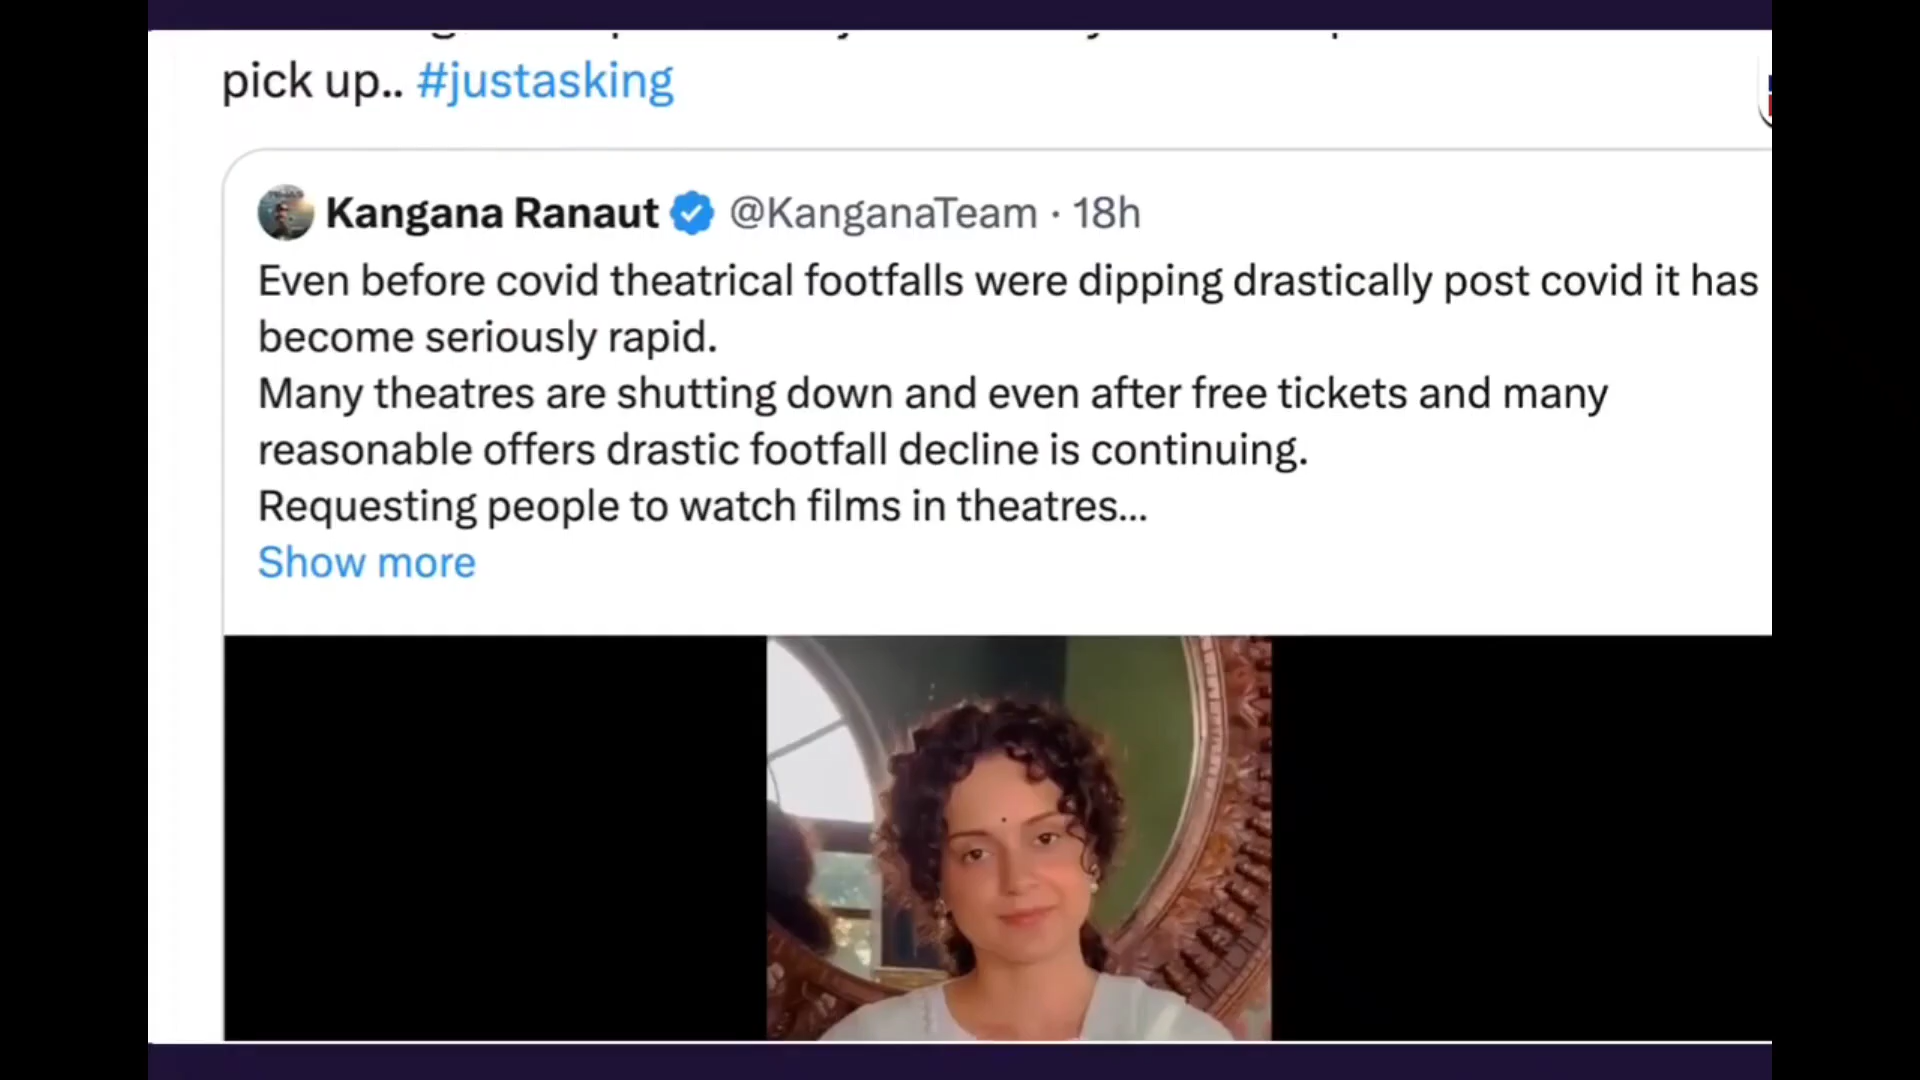 pick up.. #justasking
Kangana Ranaut @KanganaTeam · 18h
Even before covid theatrical footfalls were dipping drastically post covid it has
become seriously rapid.
Many theatres are shutting down and even after free tickets and many
reasonable offers drastic footfall decline is continuing.
Requesting people to watch films in theatres...
Show more